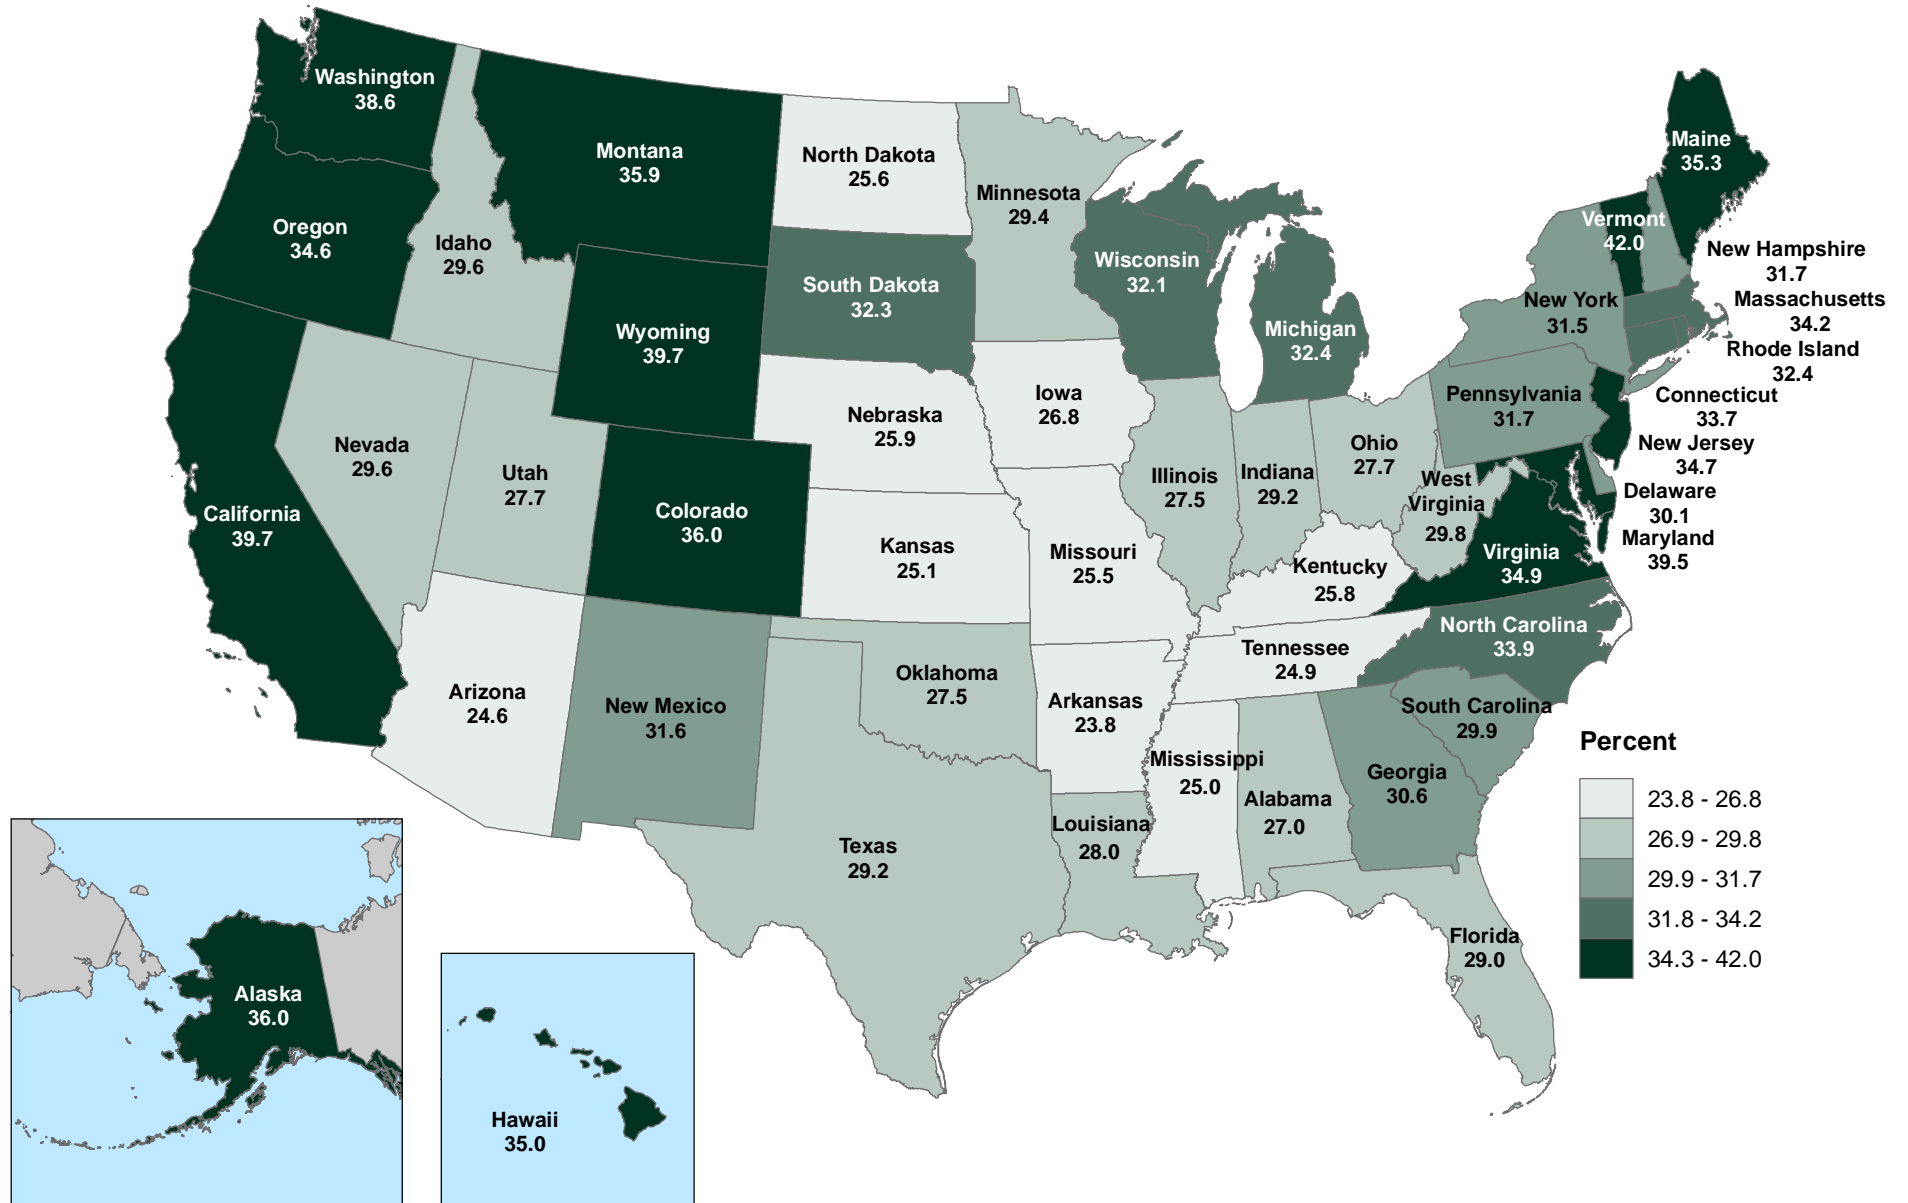 Washington
38.6
Montana
35.9
North Dakota
25.6
Minnesota
29.4
Maine
35.3
Oregon
34.6
Idaho
29.6
Wyoming
39.7
South Dakota
32.3
Wisconsin
32.1
Michigan
32.4
Vermont
42.0
New Hampshire
31.7
New York
31.5
Massachusetts
34.2
Rhode Island
32.4
Connecticut
33.7
New Jersey
34.7
Pennsylvania
31.7
Delaware
30.1
Maryland
39.5
California
39.7
Nevada
29.6
Utah
27.7
Colorado
36.0
Nebraska
25.9
Iowa
26.8
Illinois
27.5
Indiana
29.2
Ohio
27.7
West
Virginia
29.8
Virginia
34.9
Kansas
25.1
Missouri
25.5
Kentucky
25.8
North Carolina
33.9
Tennessee
24.9
Arizona
24.6
New Mexico
31.6
Oklahoma
27.5
Arkansas
23.8
South Carolina
29.9
Mississippi
25.0
Alabama
27.0
Georgia
30.6
Texas
29.2
Louisiana
28.0
Florida
29.0
Alaska
36.0
Hawaii
35.0
Percent
23.8 - 26.8
26.9 - 29.8
29.9 - 31.7
31.8 - 34.2
34.3 - 42.0